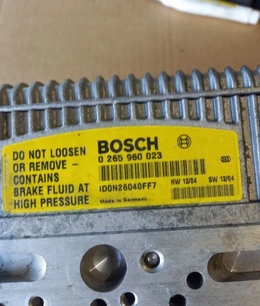 DO NOT LOOSEN
OR REMOVE -
CONTAINS
BRAKE FLUID AT
HIGH PRESSURE
BOSCH
0 265 960 023
HW 12/04 SW 12/04
IDDN26040FF7
Made in Germany